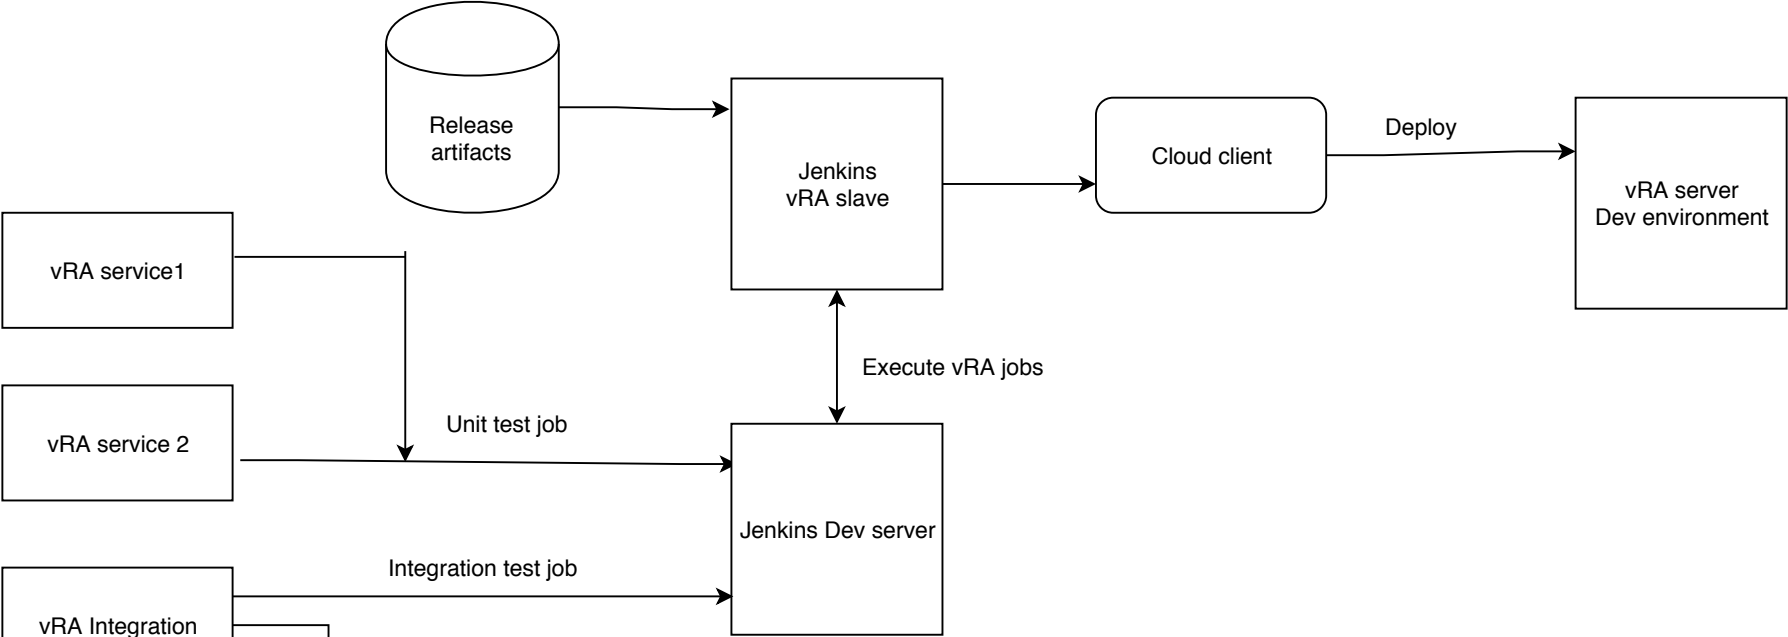 Release
artifacts
Jenkins
vRA slave
Cloud client
Deploy
vRA server
Dev environment
vRA service1
Execute vRA jobs
vRA service 2
Unit test job
Jenkins Dev server
Integration test job
vRA Integration